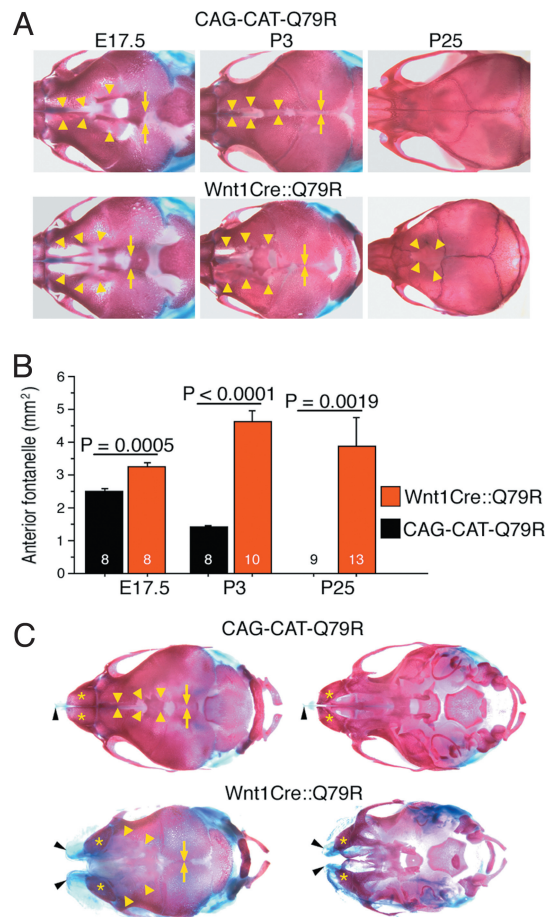 A
CAG-CAT-Q79R
E17.5 P3 P25
Wnt1Cre::Q79R
B
Anterior fontanelle (mm²)
6
5
4
3
2
1
0
P = 0.0005
P < 0.0001
P = 0.0019
8 8 8 10 9 13
E17.5 P3 P25
Wnt1Cre::Q79R
CAG-CAT-Q79R
C
CAG-CAT-Q79R
* *
* *
Wnt1Cre::Q79R
* *
* *